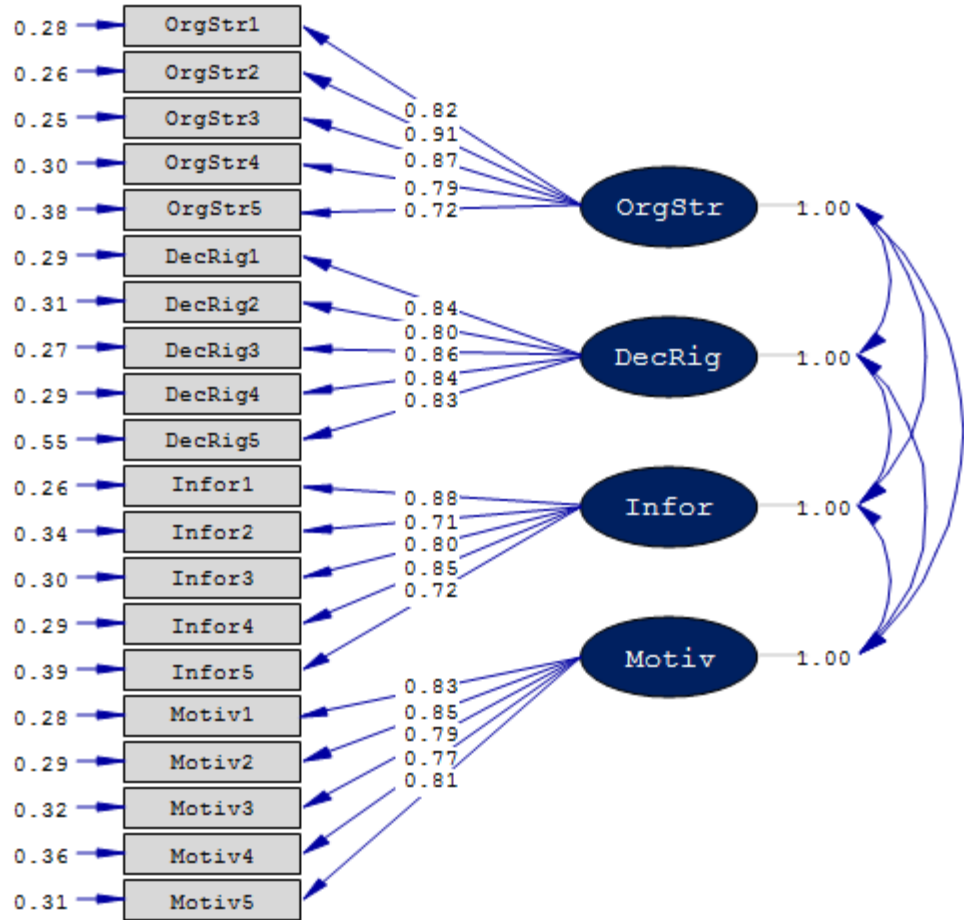 0.28 OrgStr1
0.26 OrgStr2
0.25 OrgStr3
0.30 OrgStr4
0.38 OrgStr5
0.29 DecRig1
0.31 DecRig2
0.27 DecRig3
0.29 DecRig4
0.55 DecRig5
0.26 Infor1
0.34 Infor2
0.30 Infor3
0.29 Infor4
0.39 Infor5
0.28 Motiv1
0.29 Motiv2
0.32 Motiv3
0.36 Motiv4
0.31 Motiv5
0.82
0.91
0.87
0.79
0.72
0.84
0.80
0.86
0.84
0.83
0.88
0.71
0.80
0.85
0.72
0.83
0.85
0.79
0.77
0.81
OrgStr 1.00
DecRig 1.00
Infor 1.00
Motiv 1.00